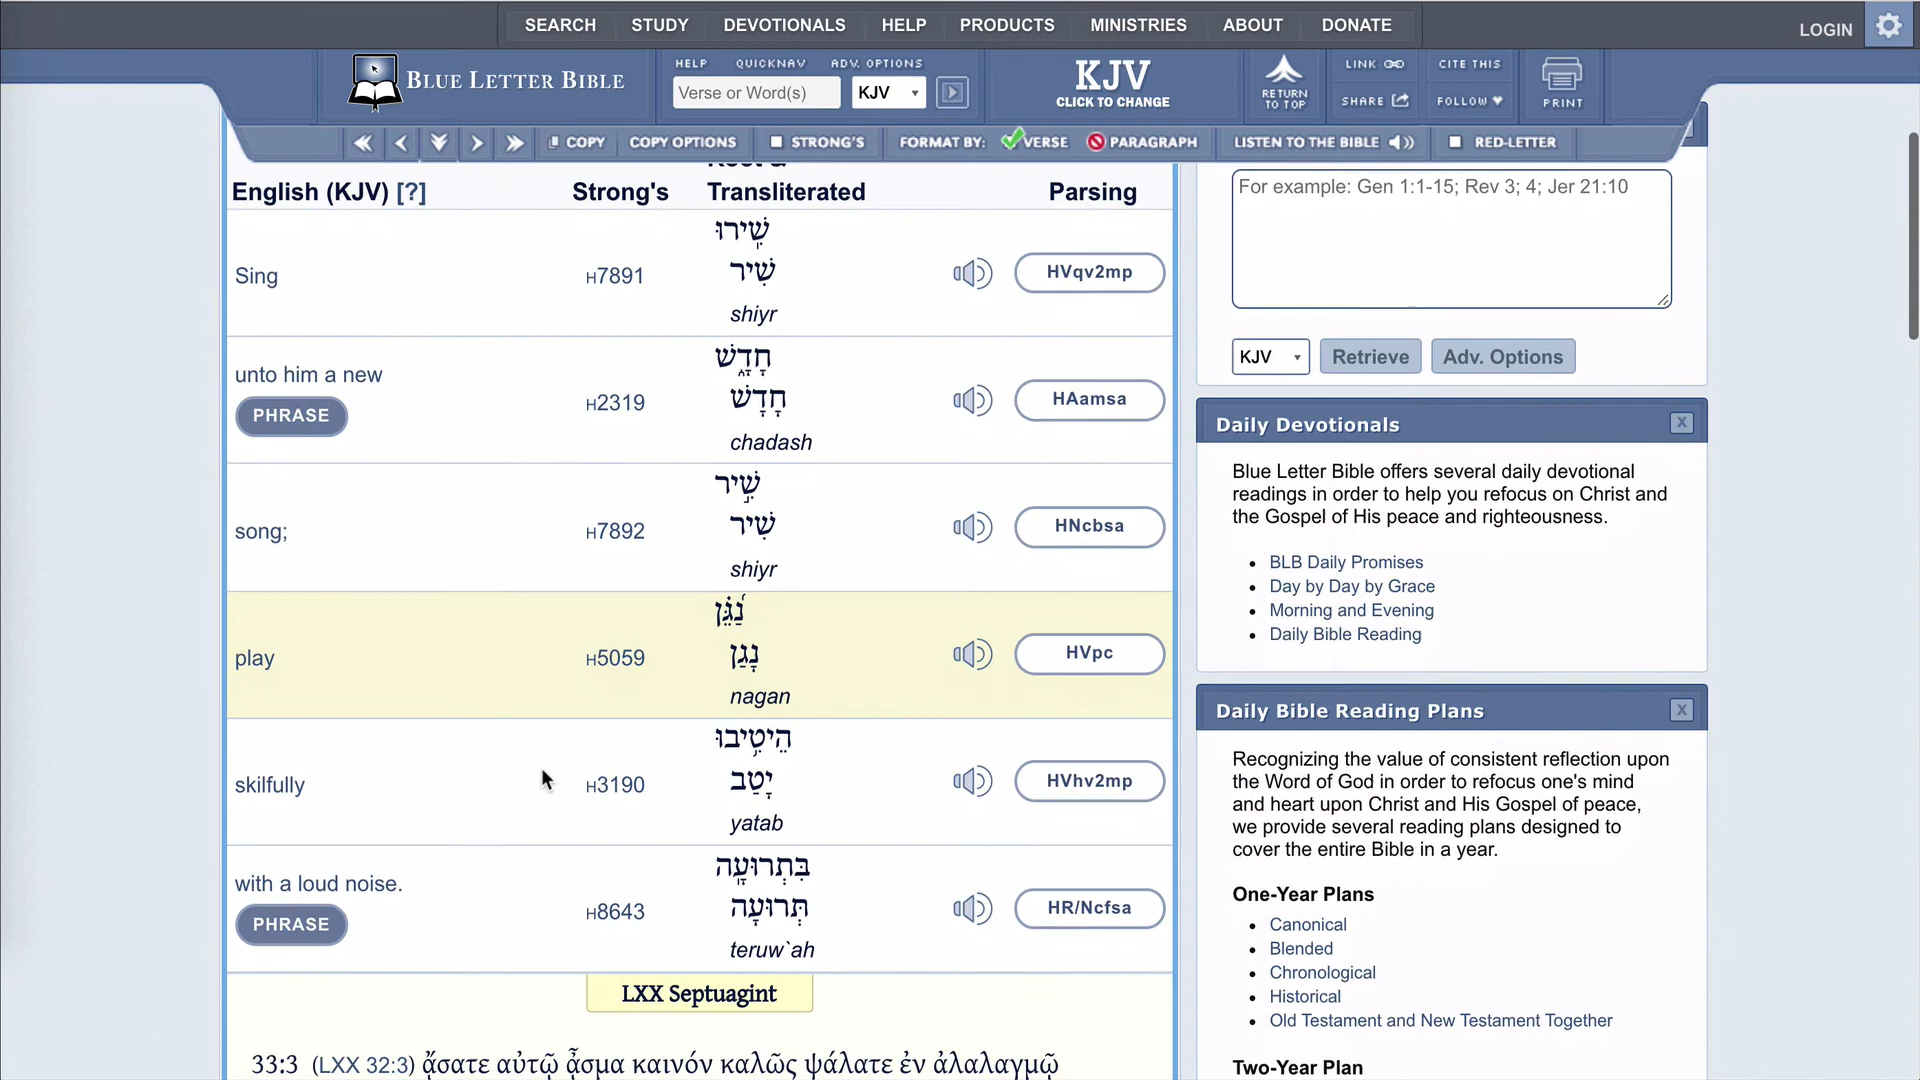 SEARCH STUDY DEVOTIONALS HELP PRODUCTS MINISTRIES ABOUT DONATE
LOGIN
BLUE LETTER BIBLE
HELP QUICKNAV ADV. OPTIONS
Verse or Word(s) KJV
KJV
CLICK TO CHANGE
RETURN
TO TOP
LINK
CITE THIS
SHARE
FOLLOW
PRINT
COPY COPY OPTIONS STRONG'S FORMAT BY: VERSE PARAGRAPH LISTEN TO THE BIBLE RED-LETTER
English (KJV) [?] Strong's Transliterated Parsing
שִׁ֣ירוּ
Sing H7891 שִׁיר HVqv2mp
shiyr
חָדָ֑שׁ
unto him a new
PHRASE
H2319 חָדָשׁ HAamsa
chadash
שִׁ֣יר
song; H7892 שִׁיר HNcbsa
shiyr
נַ֝גֵּ֗ן
play H5059 נָגַן HVpc
nagan
הֵיטִ֥יבוּ
skilfully H3190 יָטַב HVhv2mp
yatab
בִּתְרוּעָֽה
with a loud noise.
PHRASE
H8643 תְּרוּעָה HR/Ncfsa
teruw`ah
LXX Septuagint
33:3 (LXX 32:3) ᾄσατε αὐτῷ ᾆσμα καινόν καλῶς ψάλατε ἐν ἀλαλαγμῷ
For example: Gen 1:1-15; Rev 3; 4; Jer 21:10
KJV Retrieve Adv. Options
Daily Devotionals X
Blue Letter Bible offers several daily devotional
readings in order to help you refocus on Christ and
the Gospel of His peace and righteousness.
BLB Daily Promises
Day by Day by Grace
Morning and Evening
Daily Bible Reading
Daily Bible Reading Plans X
Recognizing the value of consistent reflection upon
the Word of God in order to refocus one's mind
and heart upon Christ and His Gospel of peace,
we provide several reading plans designed to
cover the entire Bible in a year.
One-Year Plans
Canonical
Blended
Chronological
Historical
Old Testament and New Testament Together
Two-Year Plan